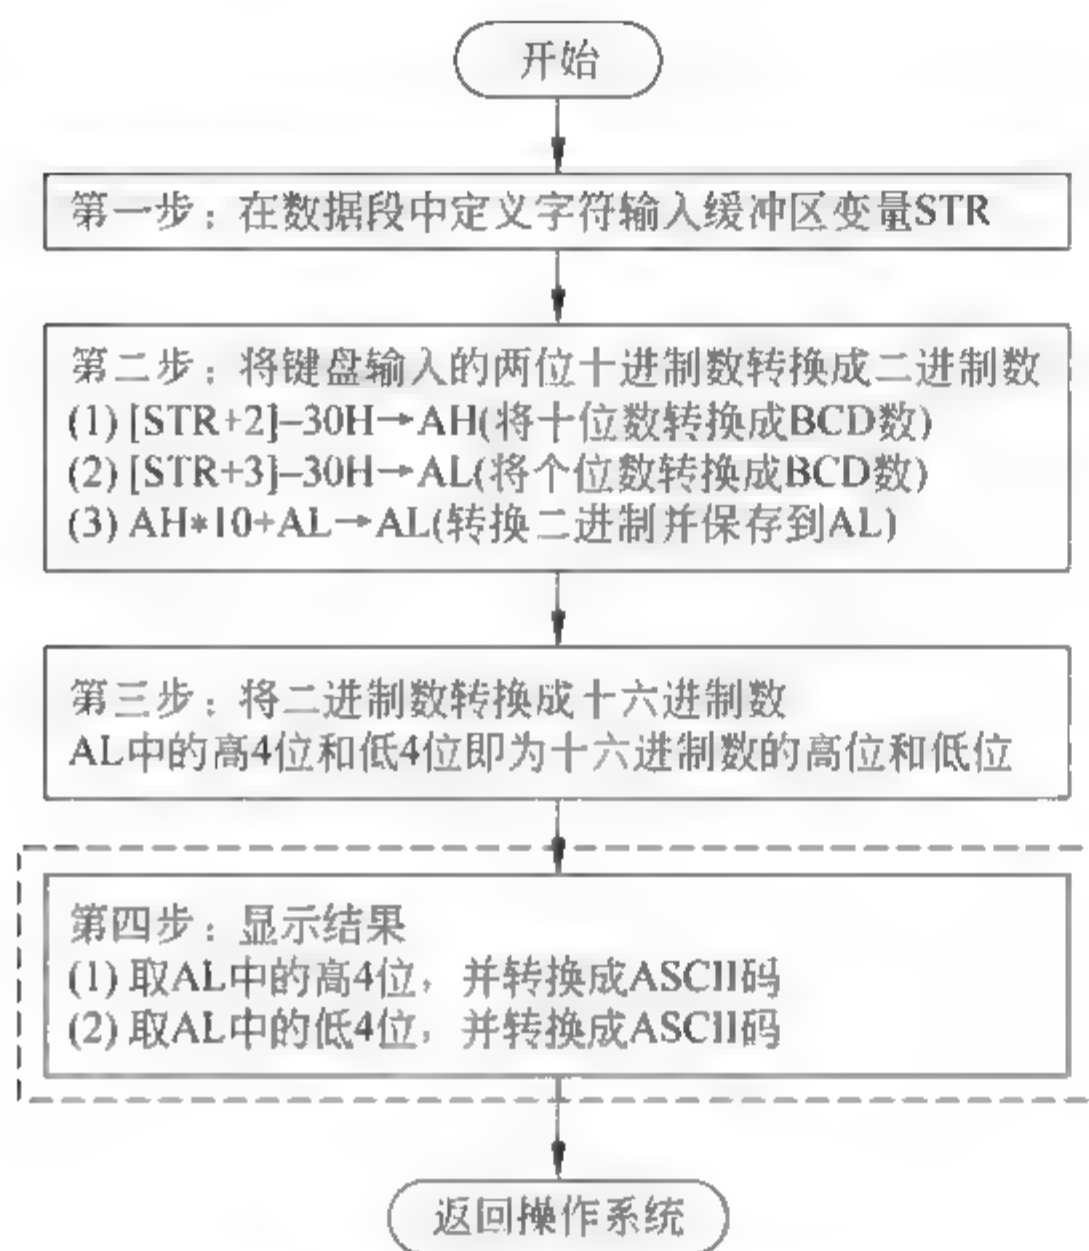 开始
第一步：在数据段中定义字符输入缓冲区变量STR
第二步：将键盘输入的两位十进制数转换成二进制数
(1) [STR+2]–30H→AH(将十位数转换成BCD数)
(2) [STR+3]–30H→AL(将个位数转换成BCD数)
(3) AH*10+AL→AL(转换二进制并保存到AL)
第三步：将二进制数转换成十六进制数
AL中的高4位和低4位即为十六进制数的高位和低位
第四步：显示结果
(1) 取AL中的高4位，并转换成ASCII码
(2) 取AL中的低4位，并转换成ASCII码
返回操作系统